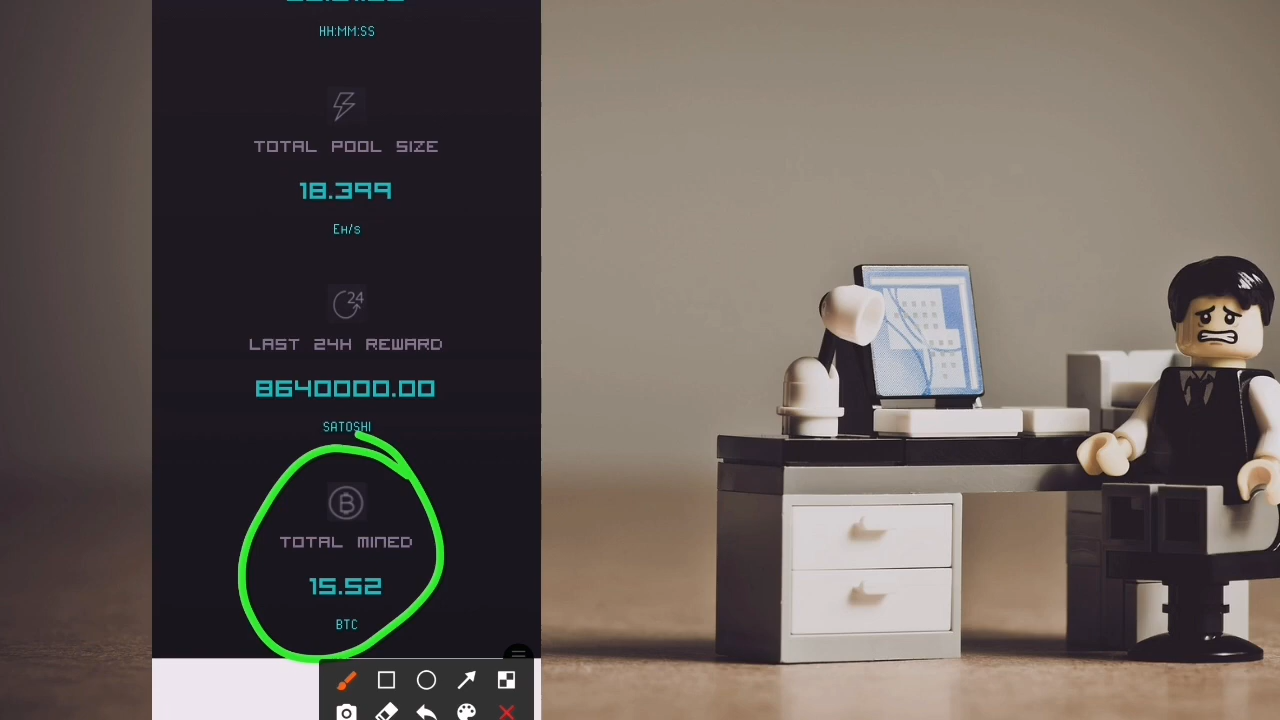 HH:MM:SS
TOTAL POOL SIZE
18.399
EH/s
24
LAST 24H REWARD
8640000.00
SATOSHI
TOTAL MINED
15.52
BTC